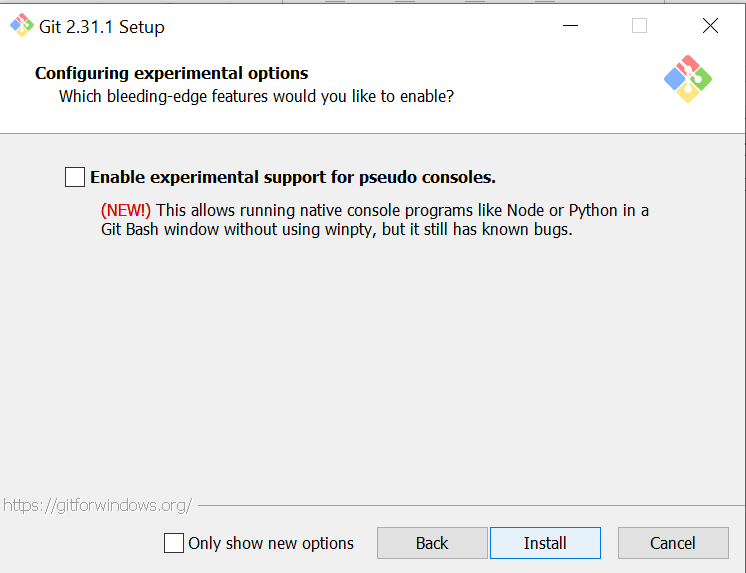 Git 2.31.1 Setup
Configuring experimental options
Which bleeding-edge features would you like to enable?
Enable experimental support for pseudo consoles.
(NEW!) This allows running native console programs like Node or Python in a
Git Bash window without using winpty, but it still has known bugs.
https://gitforwindows.org/
Only show new options
Back
Install
Cancel